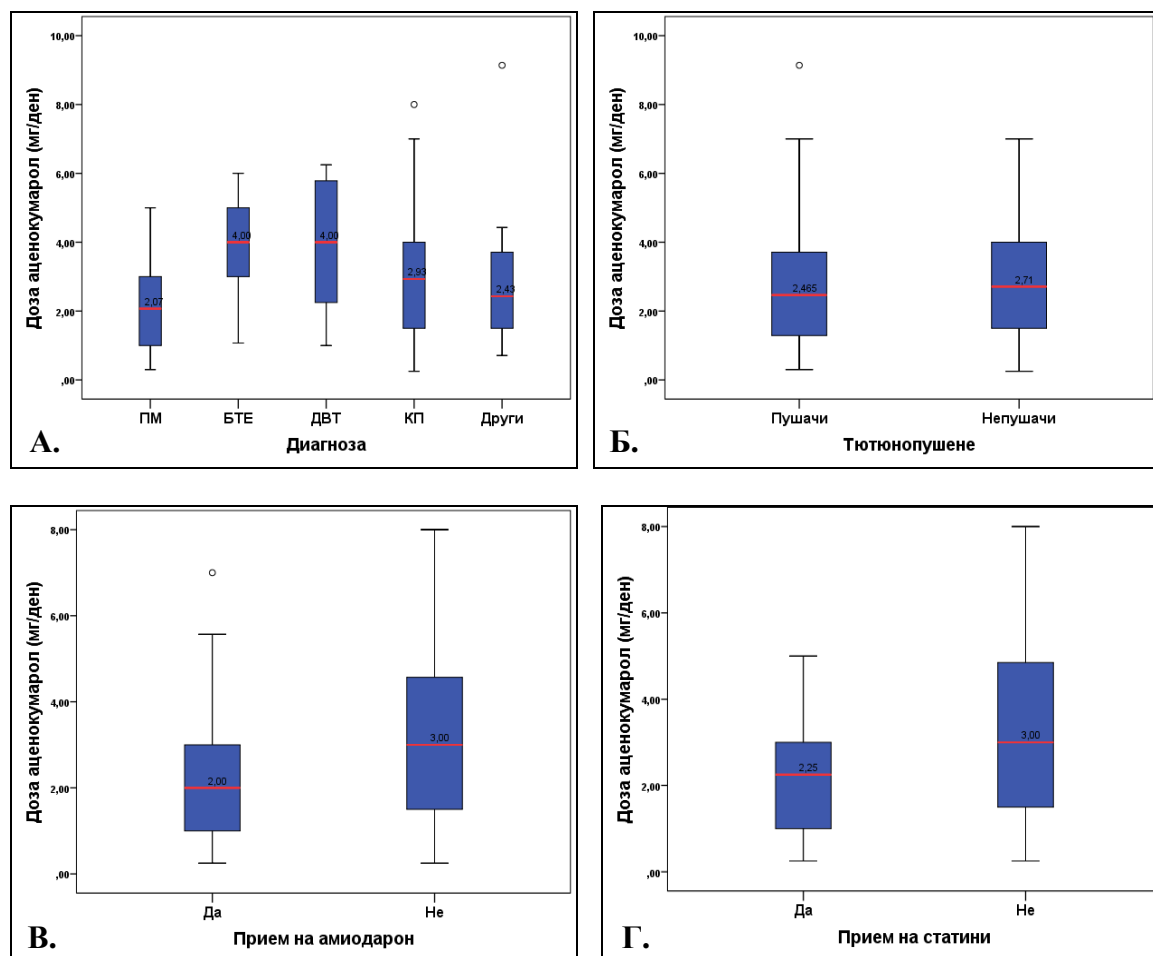 Доза аценокумарол (мг/ден)
10,00
8,00
6,00
4,00
2,00
,00
2,07
4,00
4,00
2,93
2,43
ПМ БТЕ ДВТ КП Други
Диагноза
А.
Доза аценокумарол (мг/ден)
10,00
8,00
6,00
4,00
2,00
,00
2,465
2,71
Пушачи Непушачи
Тютюнопушене
Б.
Доза аценокумарол (мг/ден)
8,00
6,00
4,00
2,00
,00
2,00
3,00
Да Не
Прием на амиодарон
В.
Доза аценокумарол (мг/ден)
8,00
6,00
4,00
2,00
,00
2,25
3,00
Да Не
Прием на статини
Г.